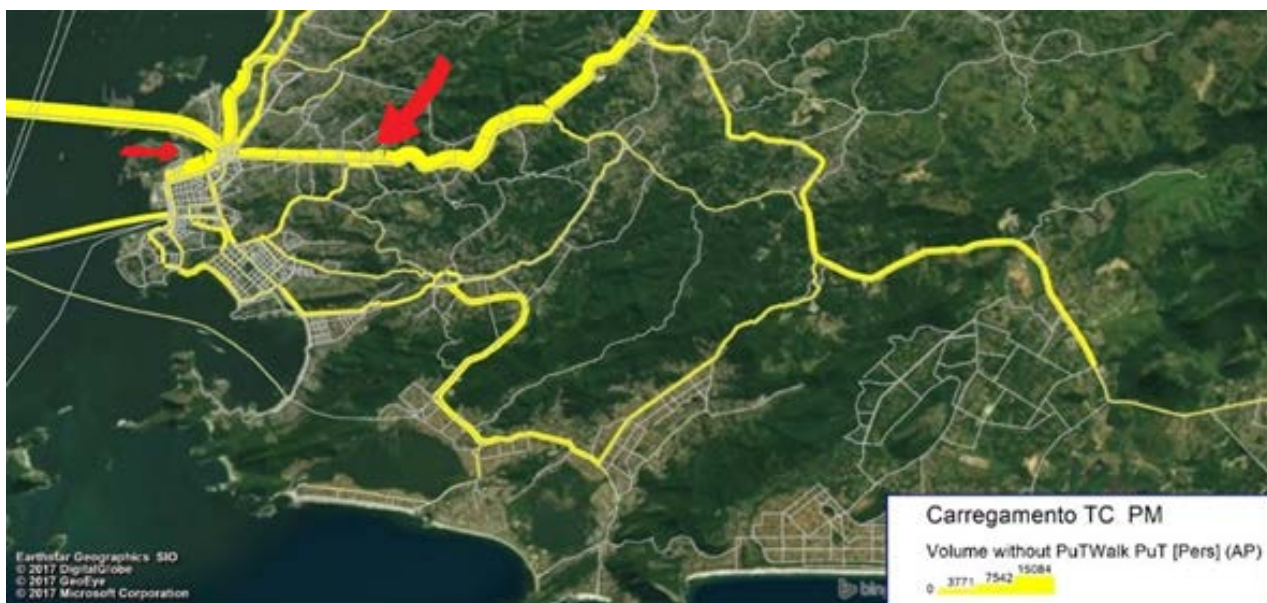 Earthstar Geographics SIO
© 2017 DigitalGlobe
© 2017 GeoEye
© 2017 Microsoft Corporation
bing
Carregamento TC PM
Volume without PuTWalk PuT [Pers] (AP)
0 3771 7542 15084